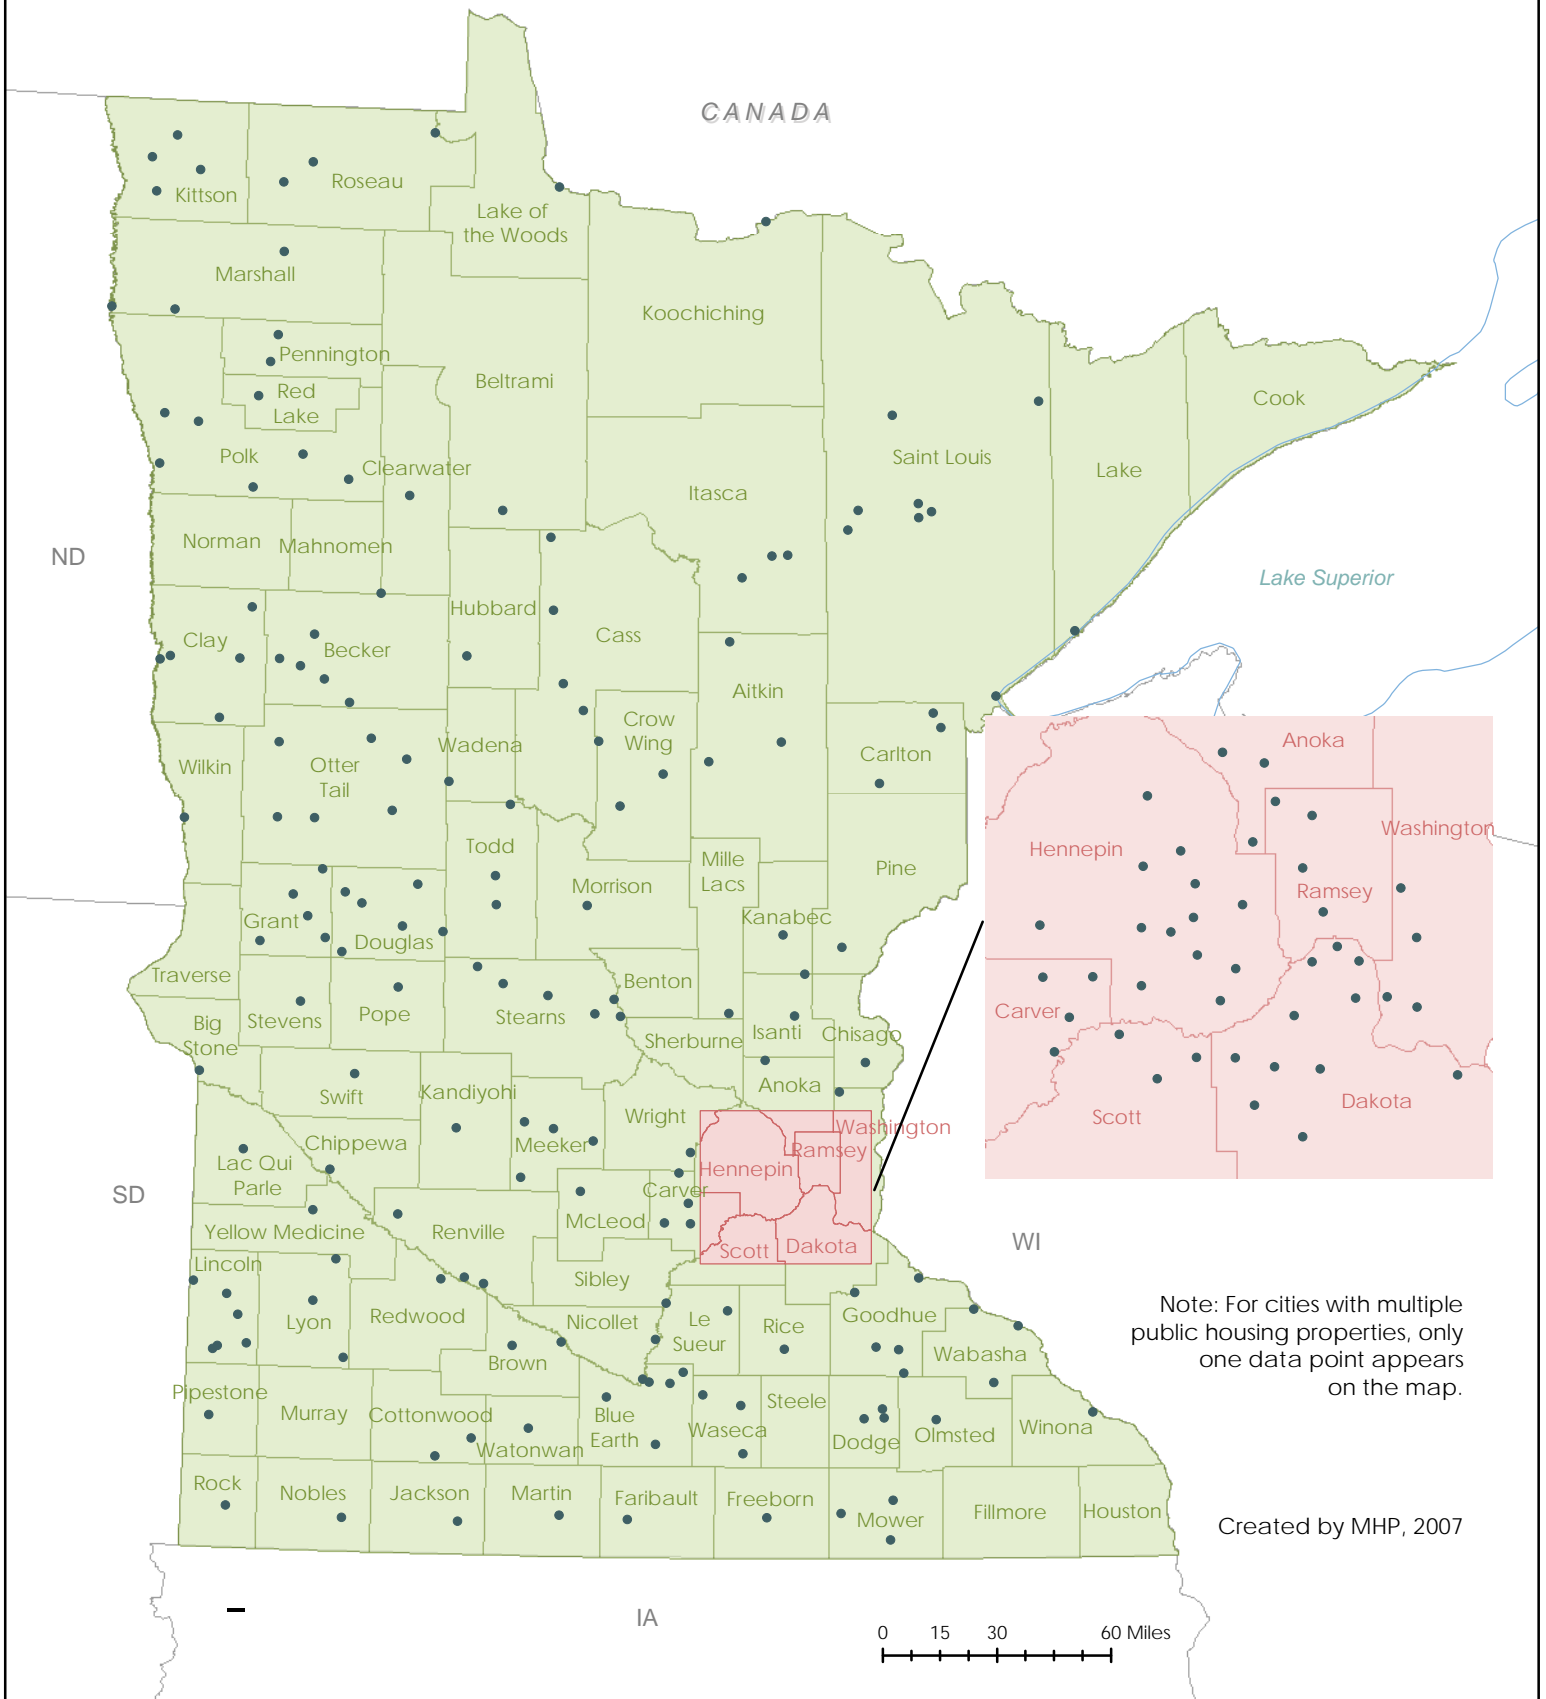 CANADA
Kittson
Roseau
Lake of
the Woods
Marshall
Koochiching
Pennington
Beltrami
Red
Lake
Cook
Polk
Clearwater
Saint Louis
Lake
Itasca
Norman
Mahnomen
ND
Lake Superior
Hubbard
Clay
Becker
Cass
Aitkin
Crow
Wing
Wadena
Carlton
Wilkin
Otter
Tail
Anoka
Washington
Hennepin
Ramsey
Carver
Scott
Dakota
Todd
Mille
Lacs
Morrison
Pine
Grant
Kanabec
Douglas
Traverse
Benton
Big
Stone
Stevens
Pope
Stearns
Isanti
Chisago
Sherburne
Swift
Kandiyohi
Anoka
Wright
Washington
Chippewa
Meeker
Ramsey
Lac Qui
Parle
Hennepin
SD
Carver
Yellow Medicine
Renville
McLeod
Scott
Dakota
WI
Lincoln
Sibley
Lyon
Redwood
Nicollet
Le
Sueur
Rice
Goodhue
Note: For cities with multiple
public housing properties, only
one data point appears
on the map.
Brown
Wabasha
Pipestone
Murray
Cottonwood
Watonwan
Blue
Earth
Waseca
Steele
Dodge
Olmsted
Winona
Rock
Nobles
Jackson
Martin
Faribault
Freeborn
Mower
Fillmore
Houston
Created by MHP, 2007
IA
0 15 30 60 Miles